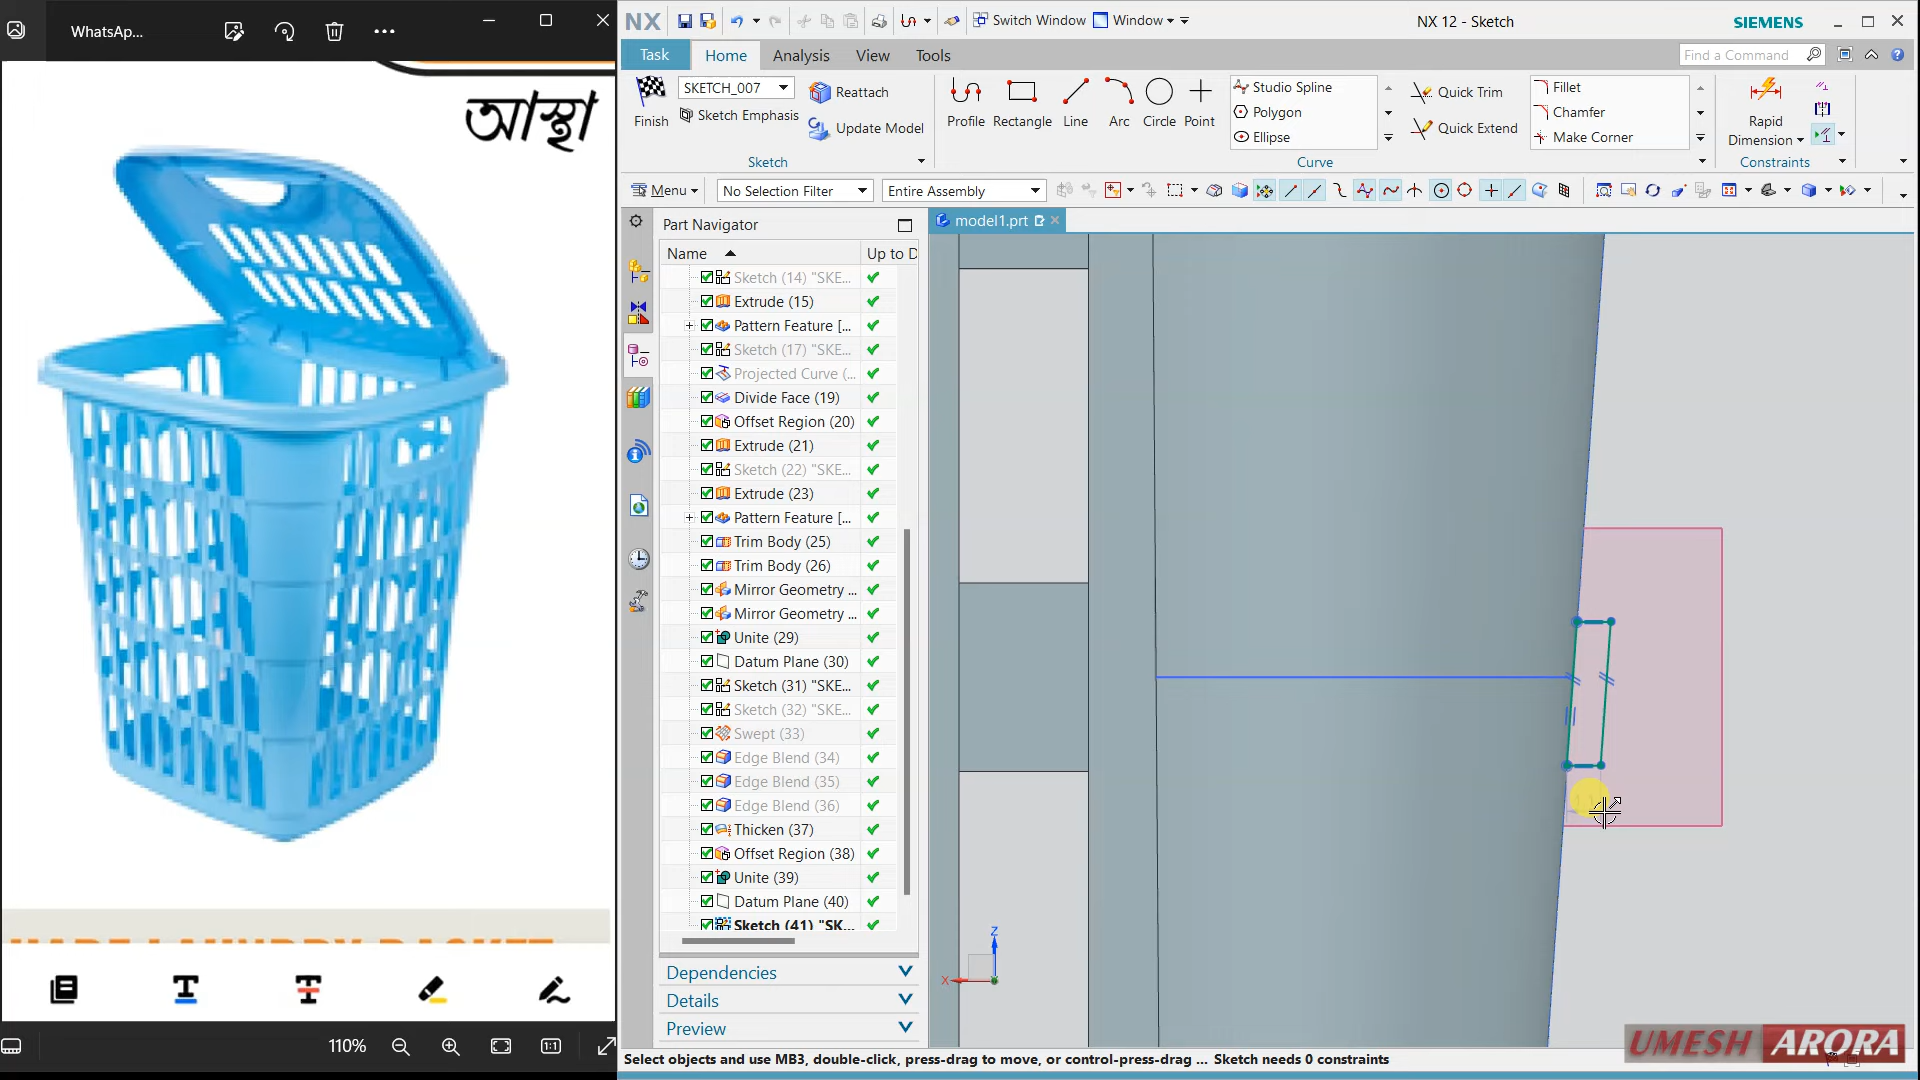 WhatsAp...
আস্থা
110%
1:1
NX
Switch Window
Window
NX 12 - Sketch
SIEMENS
Task
Home
Analysis
View
Tools
Find a Command
Finish
SKETCH_007
Sketch Emphasis
Reattach
Update Model
Sketch
Profile
Rectangle
Line
Arc
Circle
Point
Studio Spline
Polygon
Ellipse
Quick Trim
Quick Extend
Fillet
Chamfer
Make Corner
Curve
Rapid
Dimension
Constraints
Menu
No Selection Filter
Entire Assembly
Part Navigator
model1.prt
Name
Up to D
Sketch (14) "SKE...
Extrude (15)
Pattern Feature [...
Sketch (17) "SKE...
Projected Curve (...
Divide Face (19)
Offset Region (20)
Extrude (21)
Sketch (22) "SKE...
Extrude (23)
Pattern Feature [...
Trim Body (25)
Trim Body (26)
Mirror Geometry ...
Mirror Geometry ...
Unite (29)
Datum Plane (30)
Sketch (31) "SKE...
Sketch (32) "SKE...
Swept (33)
Edge Blend (34)
Edge Blend (35)
Edge Blend (36)
Thicken (37)
Offset Region (38)
Unite (39)
Datum Plane (40)
Sketch (41) "SK...
Dependencies
Details
Preview
Z
X
Select objects and use MB3, double-click, press-drag to move, or control-press-drag ... Sketch needs 0 constraints
UMESH ARORA